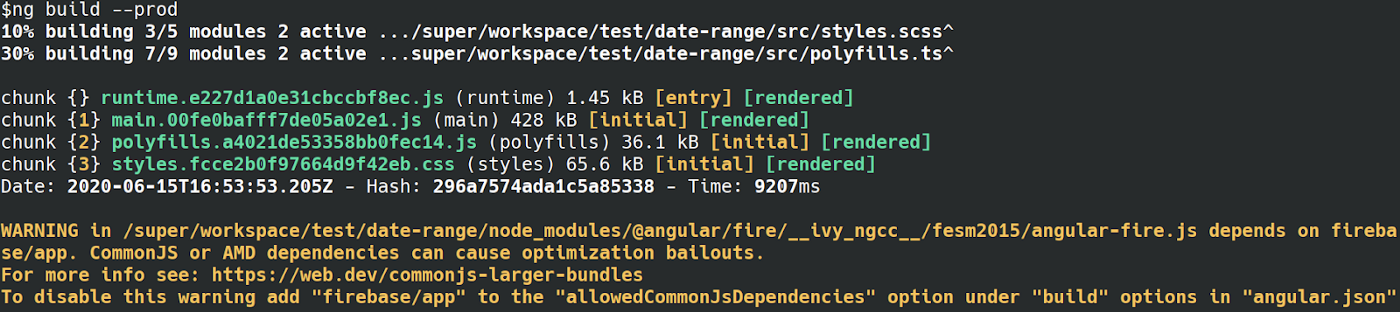 $ng build --prod
10% building 3/5 modules 2 active .../super/workspace/test/date-range/src/styles.scss^
30% building 7/9 modules 2 active ...super/workspace/test/date-range/src/polyfills.ts^
chunk {} runtime.e227d1a0e31cbccbf8ec.js (runtime) 1.45 kB [entry] [rendered]
chunk {1} main.00fe0bafff7de05a02e1.js (main) 428 kB [initial] [rendered]
chunk {2} polyfills.a4021de53358bb0fec14.js (polyfills) 36.1 kB [initial] [rendered]
chunk {3} styles.fcce2b0f97664d9f42eb.css (styles) 65.6 kB [initial] [rendered]
Date: 2020-06-15T16:53:53.205Z - Hash: 296a7574ada1c5a85338 - Time: 9207ms
WARNING in /super/workspace/test/date-range/node_modules/@angular/fire/__ivy_ngcc__/fesm2015/angular-fire.js depends on fireba
se/app. CommonJS or AMD dependencies can cause optimization bailouts.
For more info see: https://web.dev/commonjs-larger-bundles
To disable this warning add "firebase/app" to the "allowedCommonJsDependencies" option under "build" options in "angular.json"